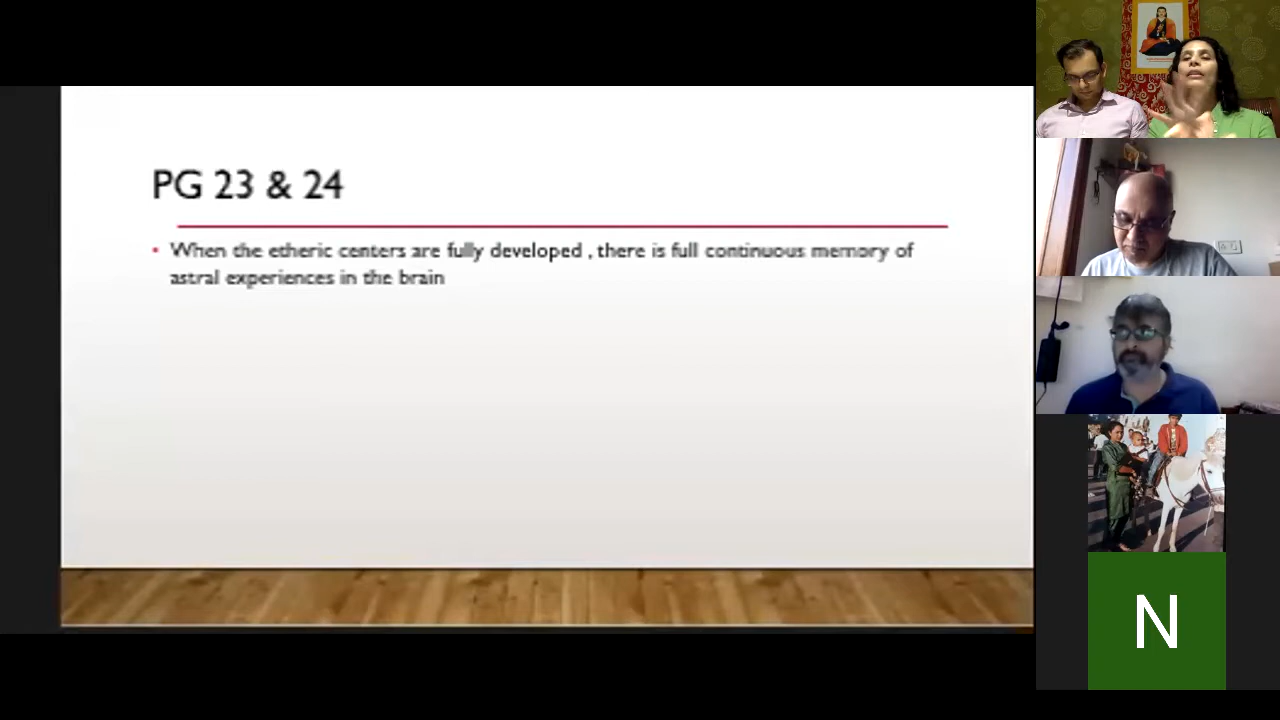 PG 23 & 24
• When the etheric centers are fully developed , there is full continuous memory of
astral experiences in the brain
N